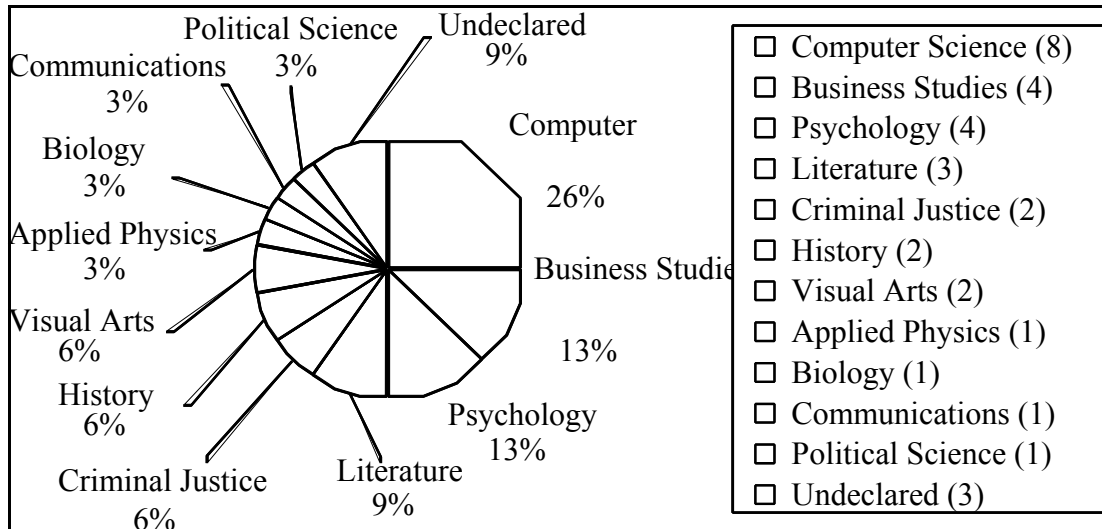 Political Science
3%
Undeclared
9%
Communications
3%
Computer
26%
Biology
3%
Applied Physics
3%
Business Studie
13%
Visual Arts
6%
History
6%
Psychology
13%
Criminal Justice
6%
Literature
9%
Computer Science (8)
Business Studies (4)
Psychology (4)
Literature (3)
Criminal Justice (2)
History (2)
Visual Arts (2)
Applied Physics (1)
Biology (1)
Communications (1)
Political Science (1)
Undeclared (3)